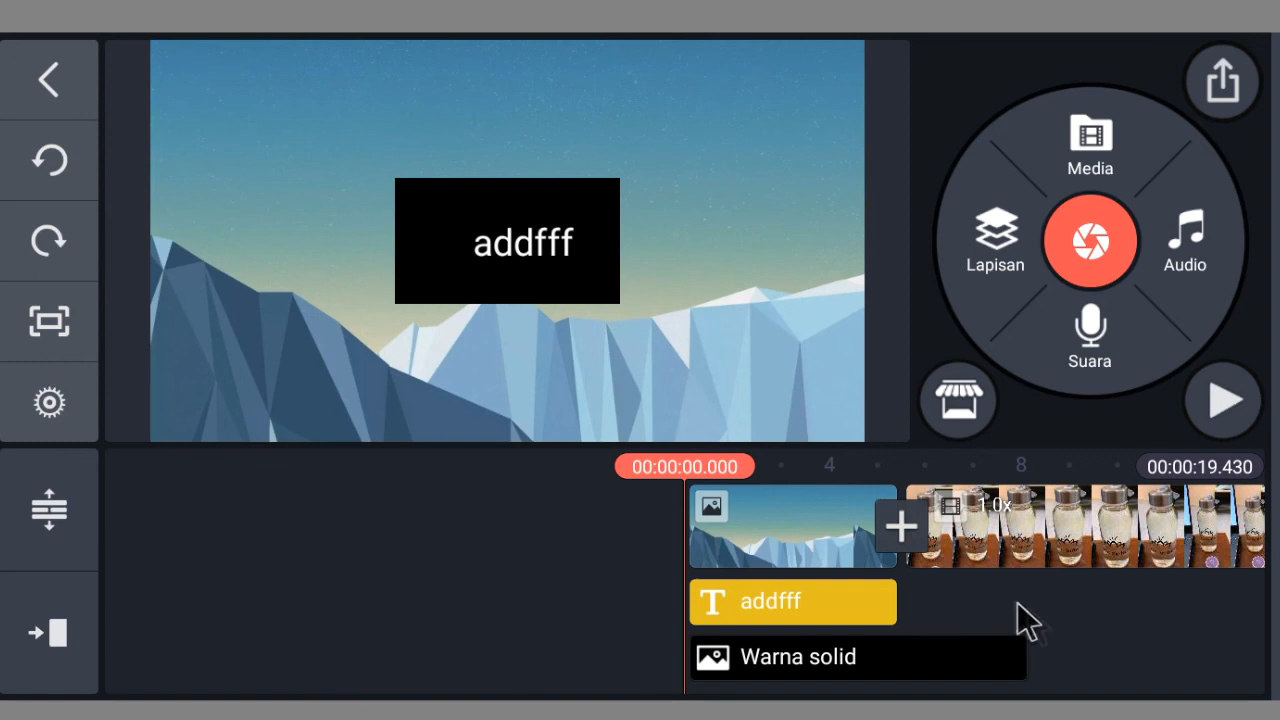 addfff
Media
Lapisan
Audio
Suara
00:00:00.000
4
8
00:00:19.430
1.0x
addfff
Warna solid